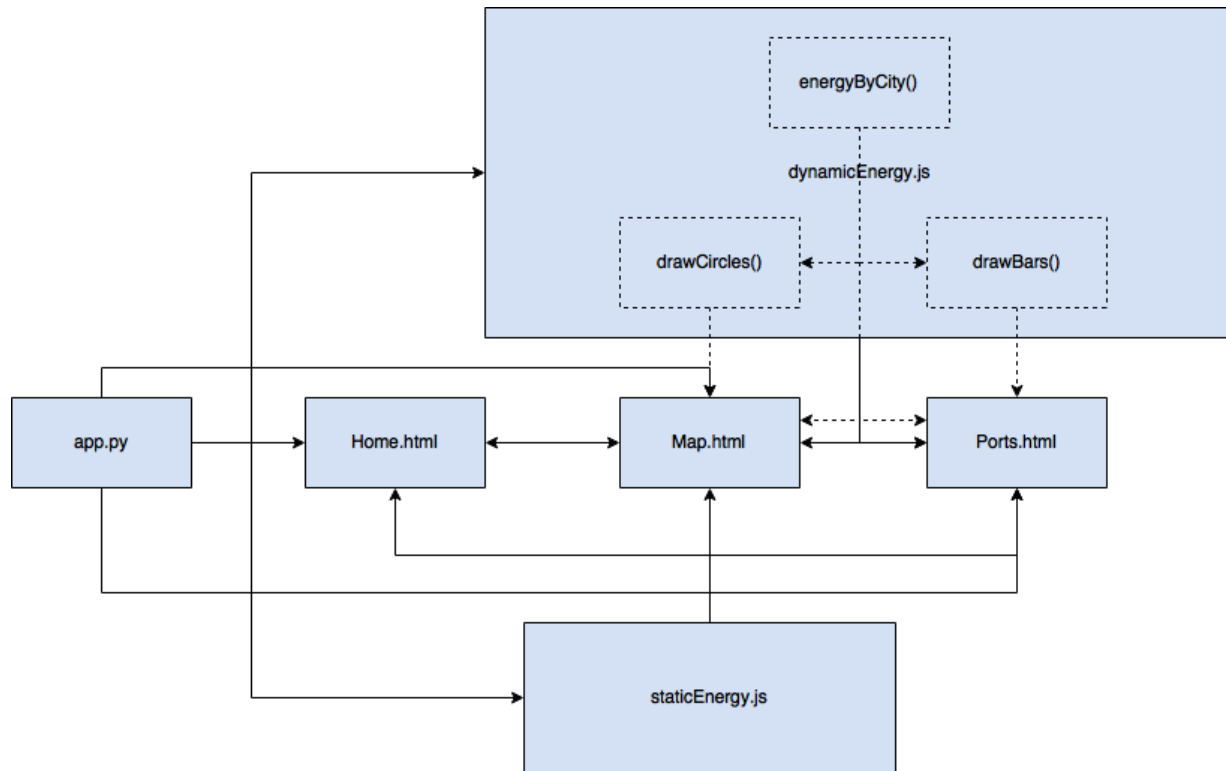 energyByCity()
dynamicEnergy.js
drawCircles()
drawBars()
app.py
Home.html
Map.html
Ports.html
staticEnergy.js